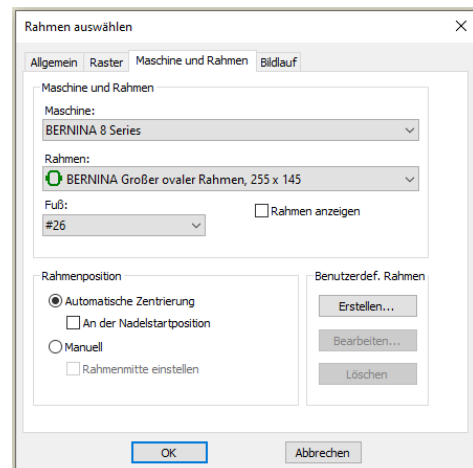 Rahmen auswählen
Allgemein Raster Maschine und Rahmen Bildlauf
Maschine und Rahmen
Maschine:
BERNINA 8 Series
Rahmen:
BERNINA Großer ovaler Rahmen, 255 x 145
Fuß:
#26
Rahmen anzeigen
Rahmenposition
Automatische Zentrierung
An der Nadelstartposition
Manuell
Rahmenmitte einstellen
Benutzerdef. Rahmen
Erstellen...
Bearbeiten...
Löschen
OK Abbrechen